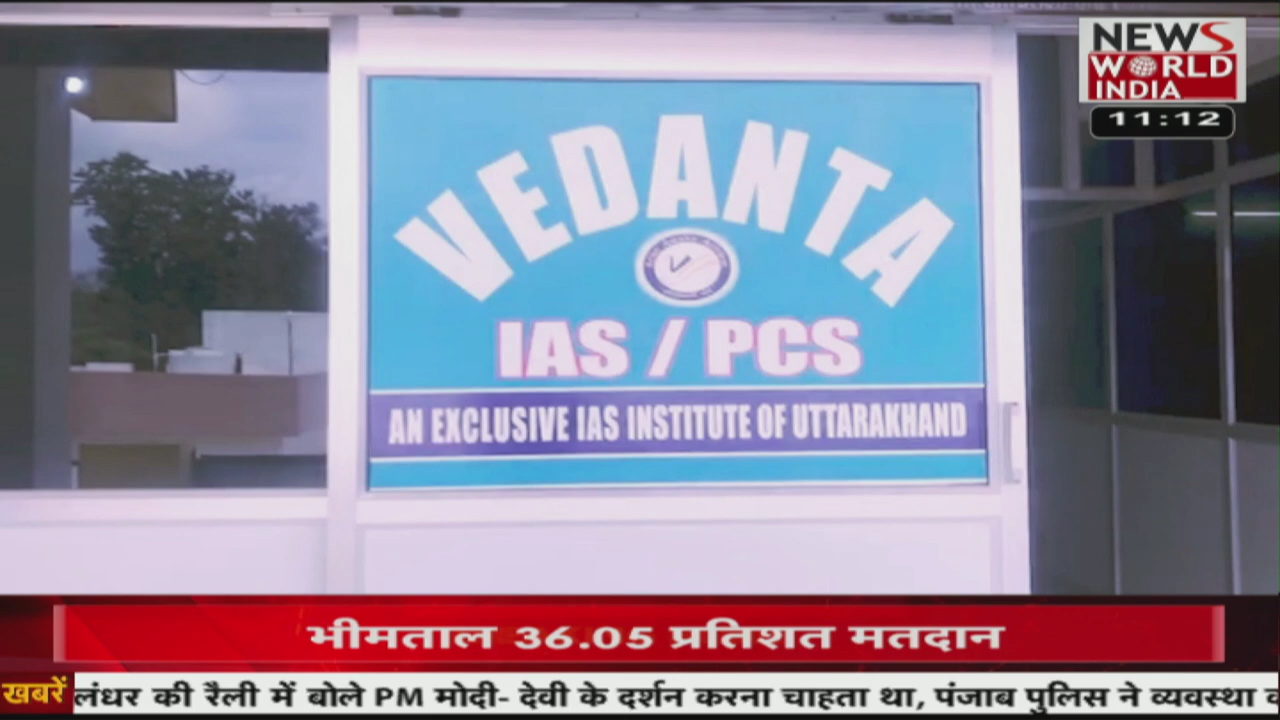 NEWS
WORLD
INDIA
11:12
VEDANTA
IAS / PCS
AN EXCLUSIVE IAS INSTITUTE OF UTTARAKHAND
भीमताल 36.05 प्रतिशत मतदान
खबरें लंधर की रैली में बोले PM मोदी- देवी के दर्शन करना चाहता था, पंजाब पुलिस ने व्यवस्था